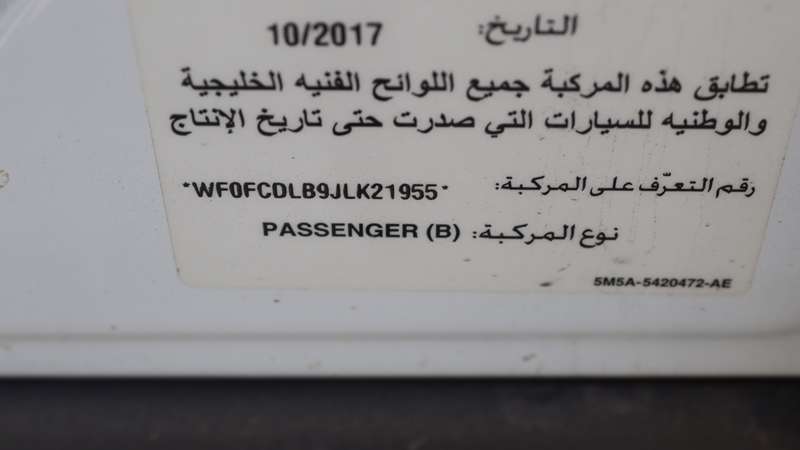 التاريخ: 10/2017
تطابق هذه المركبة جميع اللوائح الفنيه الخليجية
والوطنيه للسيارات التي صدرت حتى تاريخ الإنتاج
رقم التعرّف على المركبة: *WF0FCDLB9JLK21955*
نوع المركبة: PASSENGER (B)
5M5A-5420472-AE